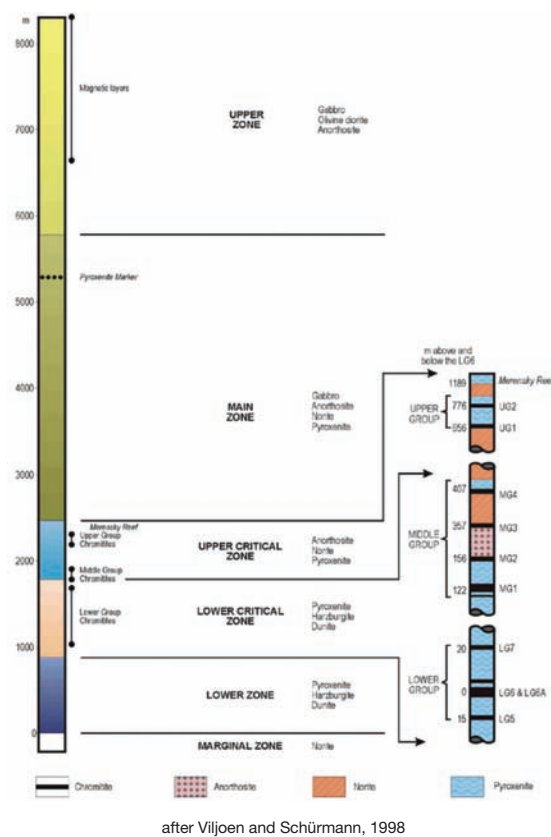 m
8000
Magnetic layers
7000
UPPER
ZONE
Gabbro
Olivine diorite
Anorthosite
6000
Pyroxenite Marker
5000
4000
MAIN
ZONE
Gabbro
Anorthosite
Norite
Pyroxenite
3000
Merensky Reef
Upper Group
Chromitites
2000
UPPER CRITICAL
ZONE
Anorthosite
Norite
Pyroxenite
Middle Group
Chromitites
Lower Group
Chromitites
LOWER CRITICAL
ZONE
Pyroxenite
Harzburgite
Dunite
1000
LOWER ZONE
Pyroxenite
Harzburgite
Dunite
0
MARGINAL ZONE
Norite
m above and
below the LG6
1189
Merensky Reef
UPPER
GROUP
776
UG2
656
UG1
407
MG4
MIDDLE
GROUP
357
MG3
156
MG2
122
MG1
LOWER
GROUP
20
LG7
0
LG6 & LG6A
15
LG5
Chromitite
Anorthosite
Norite
Pyroxenite
after Viljoen and Schürmann, 1998